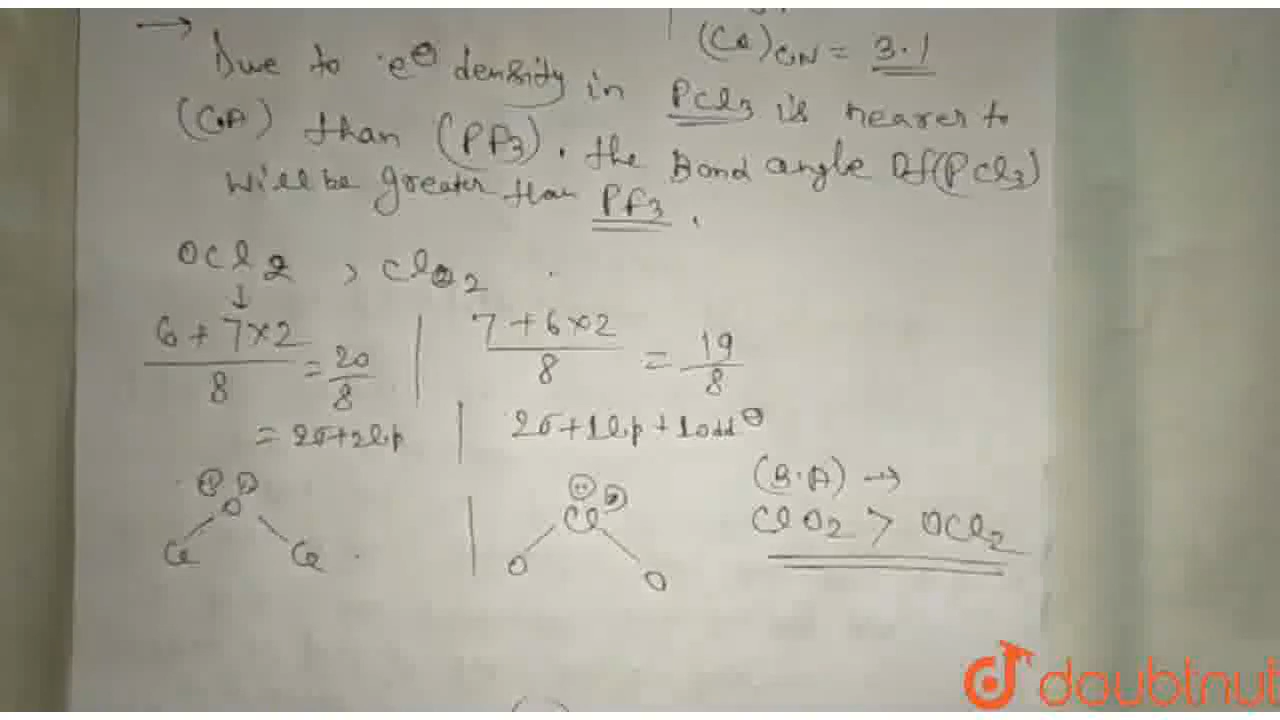 → Due to e⊖ density in PCl3 is nearer to
(Cl)EN = 3.1
(C.A) than (PF3). the Bond angle Of (PCl3)
will be greater than PF3.
OCl2 , ClO2
↓
6 + 7×2 / 8 = 20/8 | 7 + 6×2 / 8 = 19/8
= 2σ+2l.p | 2σ+1l.p + 1odd⊖
O
Cl Cl
Cl
O O
(B.A) →
ClO2 > OCl2
doubtnut